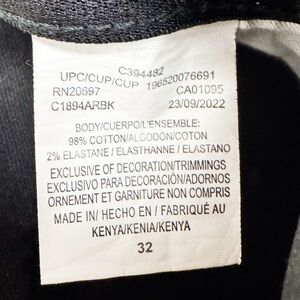 C394482
UPC/CUP/CUP 196520076691
RN20697 CA01095
C1894ARBK 23/09/2022
BODY/CUERPO/L'ENSEMBLE:
98% COTTON/ALGODÓN/COTON
2% ELASTANE / ELASTHANNE / ELASTANO
EXCLUSIVE OF DECORATION/TRIMMINGS
EXCLUSIVO PARA DECORACIÓN/ADORNOS
ORNEMENT ET GARNITURE NON COMPRIS
MADE IN/ HECHO EN / FABRIQUÉ AU
KENYA/KENIA/KENYA
32